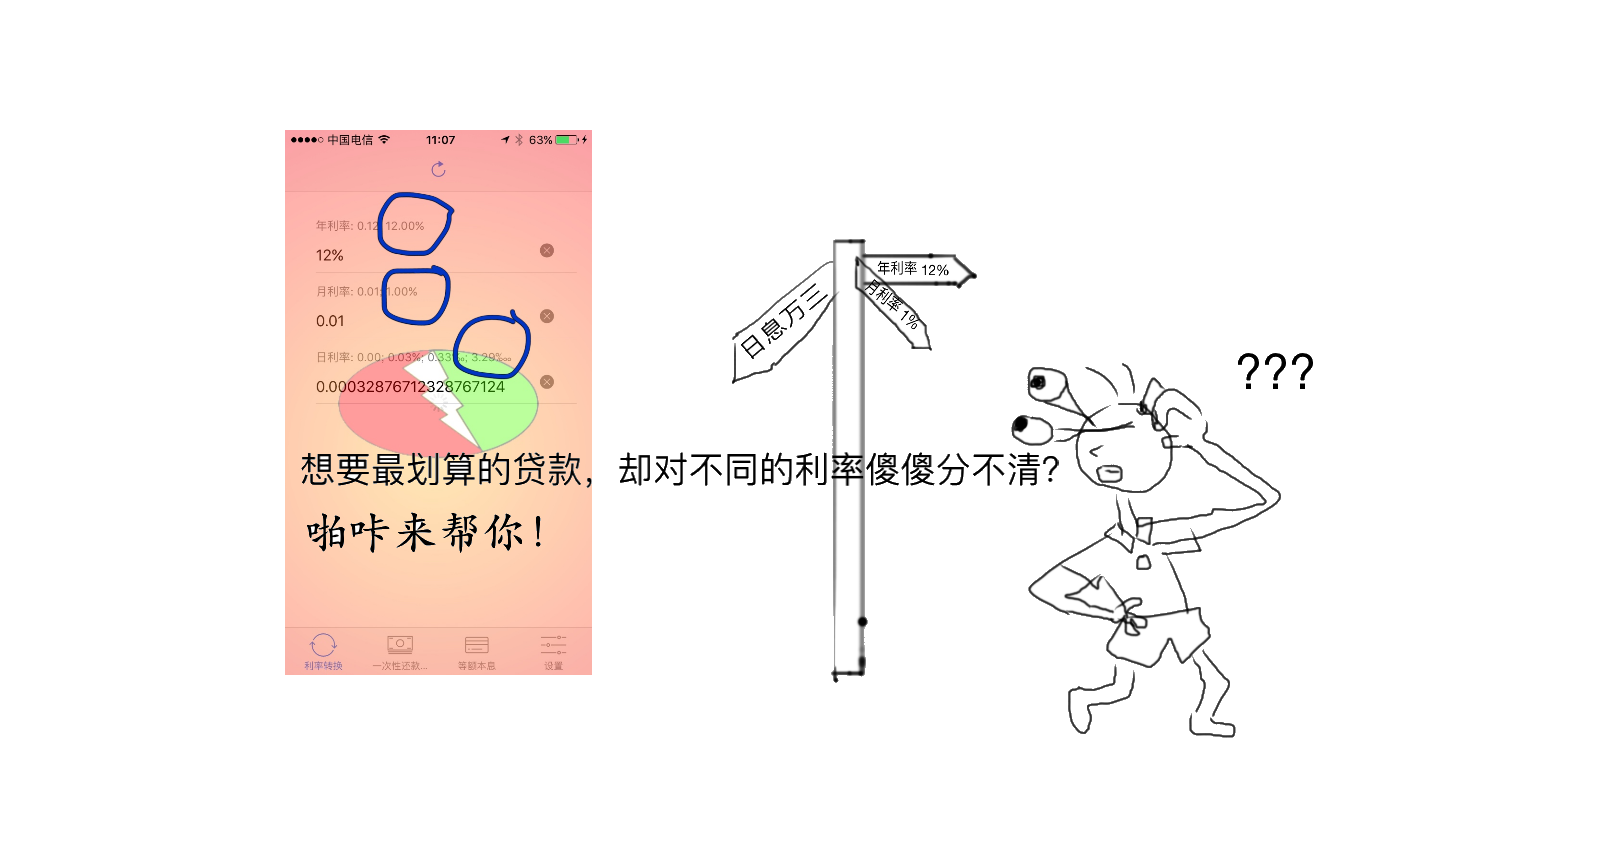 中国电信 11:07 63%
年利率: 0.12; 12.00%
12%
月利率: 0.01; 1.00%
0.01
日利率: 0.00; 0.03%; 0.33‰; 3.29‱
0.00032876712328767124
想要最划算的贷款，却对不同的利率傻傻分不清?
啪咔来帮你!
利率转换 一次性还款... 等额本息 设置
日息万三
年利率 12%
月利率 1%
???